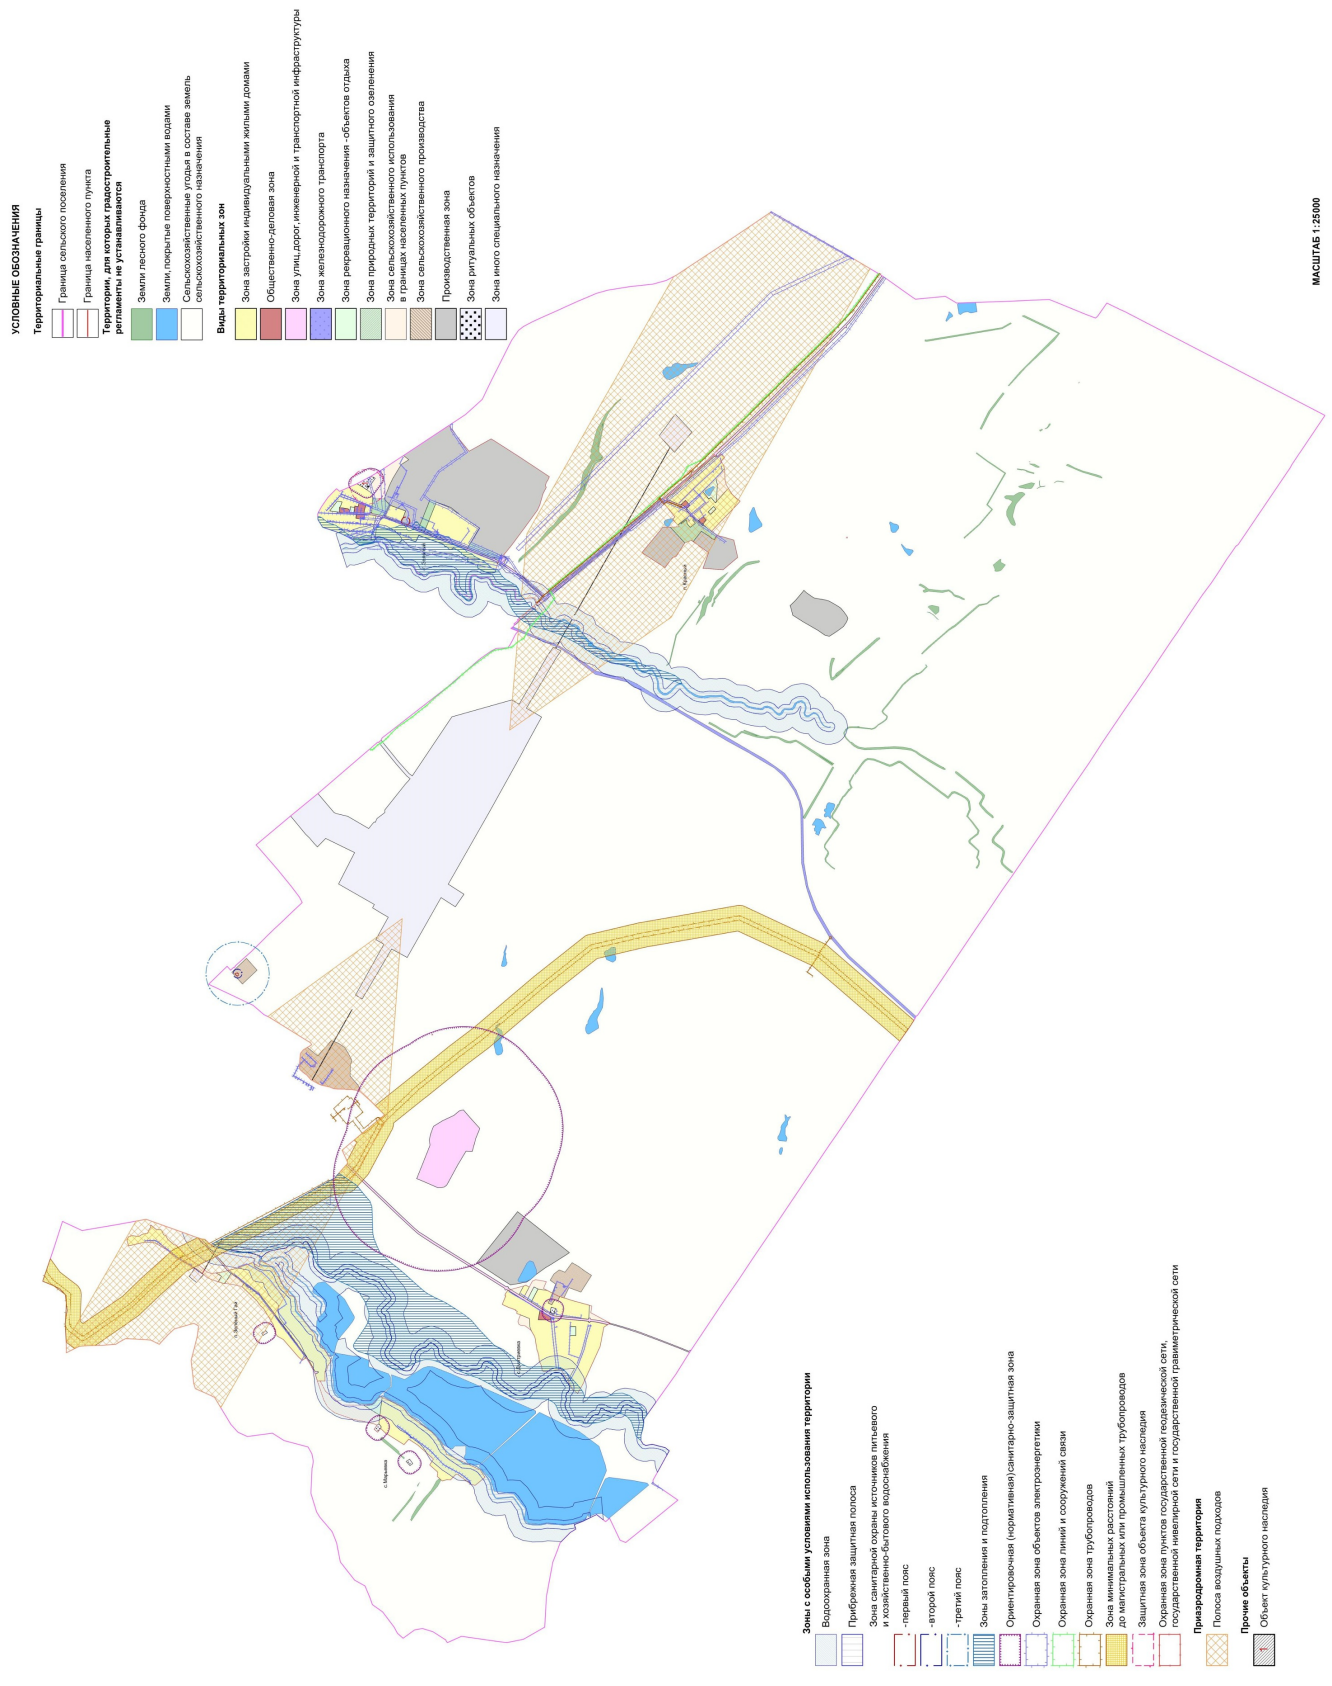 УСЛОВНЫЕ ОБОЗНАЧЕНИЯ
Территориальные границы
Граница сельского поселения
Граница населенного пункта
Территории, для которых градостроительные
регламенты не устанавливаются
Земли лесного фонда
Земли,покрытые поверхностными водами
Сельскохозяйственные угодья в составе земель
сельскохозяйственного назначения
Виды территориальных зон
Зона застройки индивидуальными жилыми домами
Общественно-деловая зона
Зона улиц,дорог,инженерной и транспортной инфраструктуры
Зона железнодорожного транспорта
Зона рекреационного назначения -объектов отдыха
Зона природных территорий и защитного озеленения
Зона сельскохозяйственного использования
в границах населенных пунктов
Зона сельскохозяйственного производства
Производственная зона
Зона ритуальных объектов
Зона иного специального назначения
п. Красный
п. Зелёный Гай
с. Марьевка
с. Дмитриевка
Зоны с особыми условиями использования территории
Водоохранная зона
Прибрежная защитная полоса
Зона санитарной охраны источников питьевого
и хозяйственно-бытового водоснабжения
-первый пояс
-второй пояс
-третий пояс
Зоны затопления и подтопления
Ориентировочная (нормативная)санитарно-защитная зона
Охранная зона объектов электроэнергетики
Охранная зона линий и сооружений связи
Охранная зона трубопроводов
Зона минимальных расстояний
до магистральных или промышленных трубопроводов
Защитная зона объекта культурного наследия
Охранная зона пунктов государственной геодезической сети,
государственной нивелирной сети и государственной гравиметрической сети
Приаэродромная территория
Полоса воздушных подходов
Прочие объекты
1
Объект культурного наследия
МАСШТАБ 1:25000